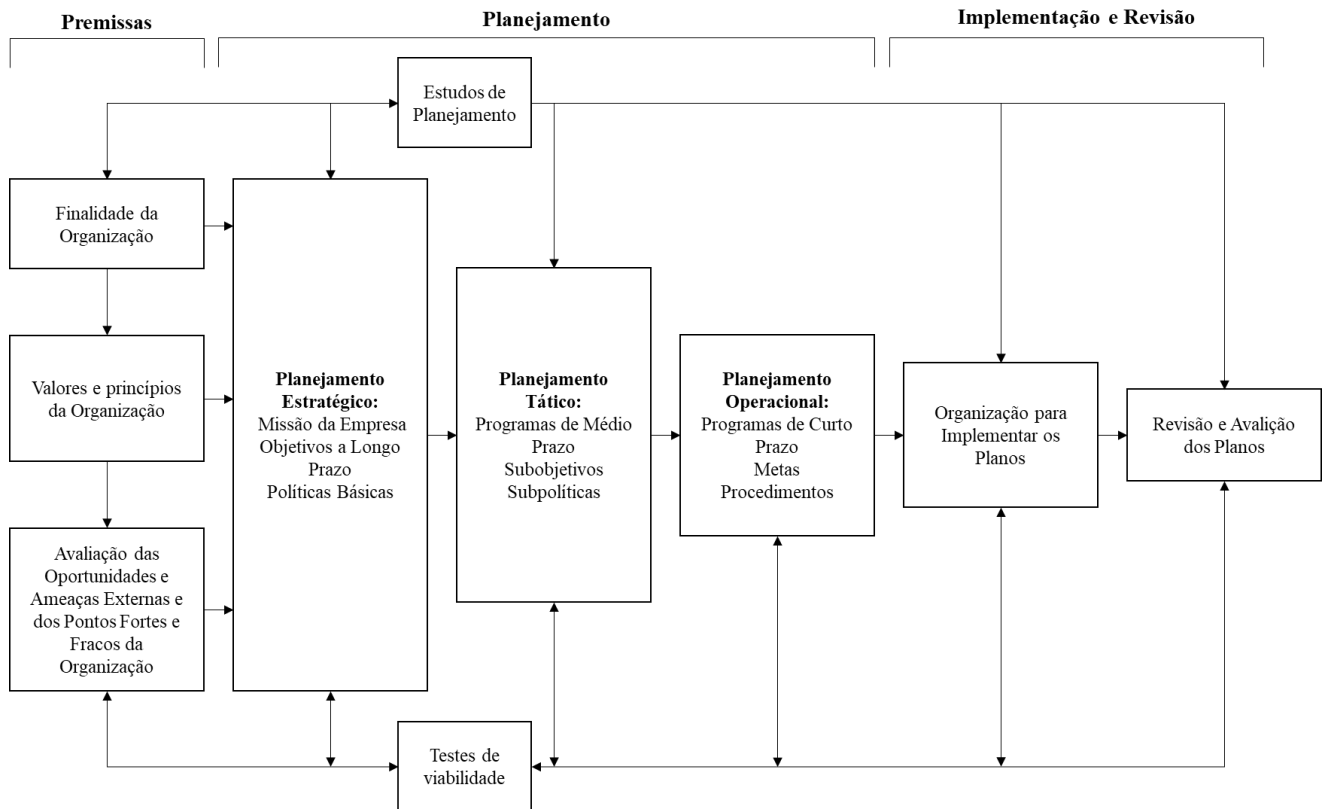 Premissas
Planejamento
Implementação e Revisão
Estudos de
Planejamento
Finalidade da
Organização
Valores e princípios
da Organização
Avaliação das
Oportunidades e
Ameaças Externas e
dos Pontos Fortes e
Fracos da
Organização
Planejamento
Estratégico:
Missão da Empresa
Objetivos a Longo
Prazo
Políticas Básicas
Planejamento
Tático:
Programas de Médio
Prazo
Subobjetivos
Subpolíticas
Planejamento
Operacional:
Programas de Curto
Prazo
Metas
Procedimentos
Organização para
Implementar os
Planos
Revisão e Avalição
dos Planos
Testes de
viabilidade